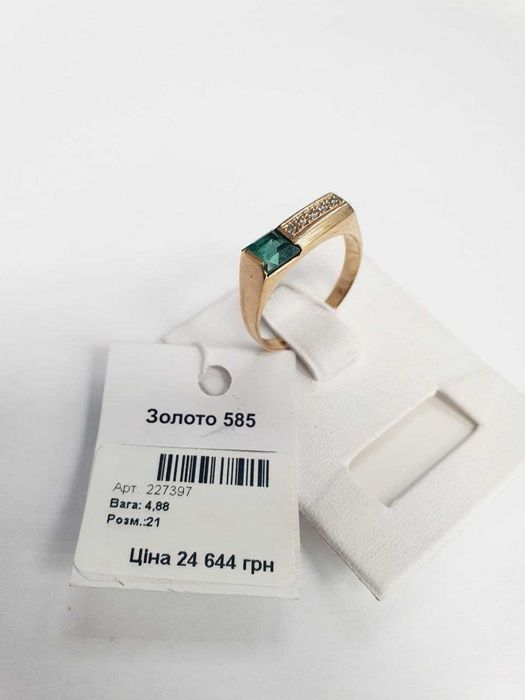 Золото 585
Арт. 227397
Вага: 4,88
Розм.:21
Ціна 24 644 грн